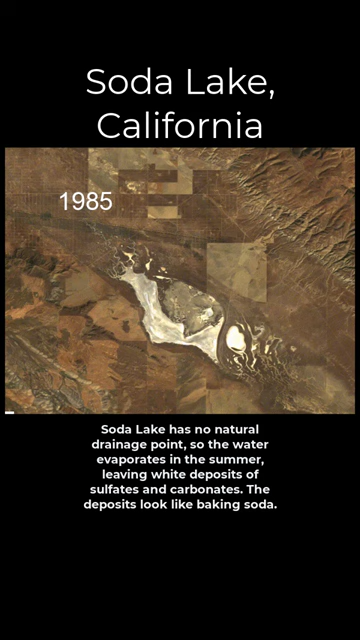 Soda Lake,
California
1985
Soda Lake has no natural
drainage point, so the water
evaporates in the summer,
leaving white deposits of
sulfates and carbonates. The
deposits look like baking soda.